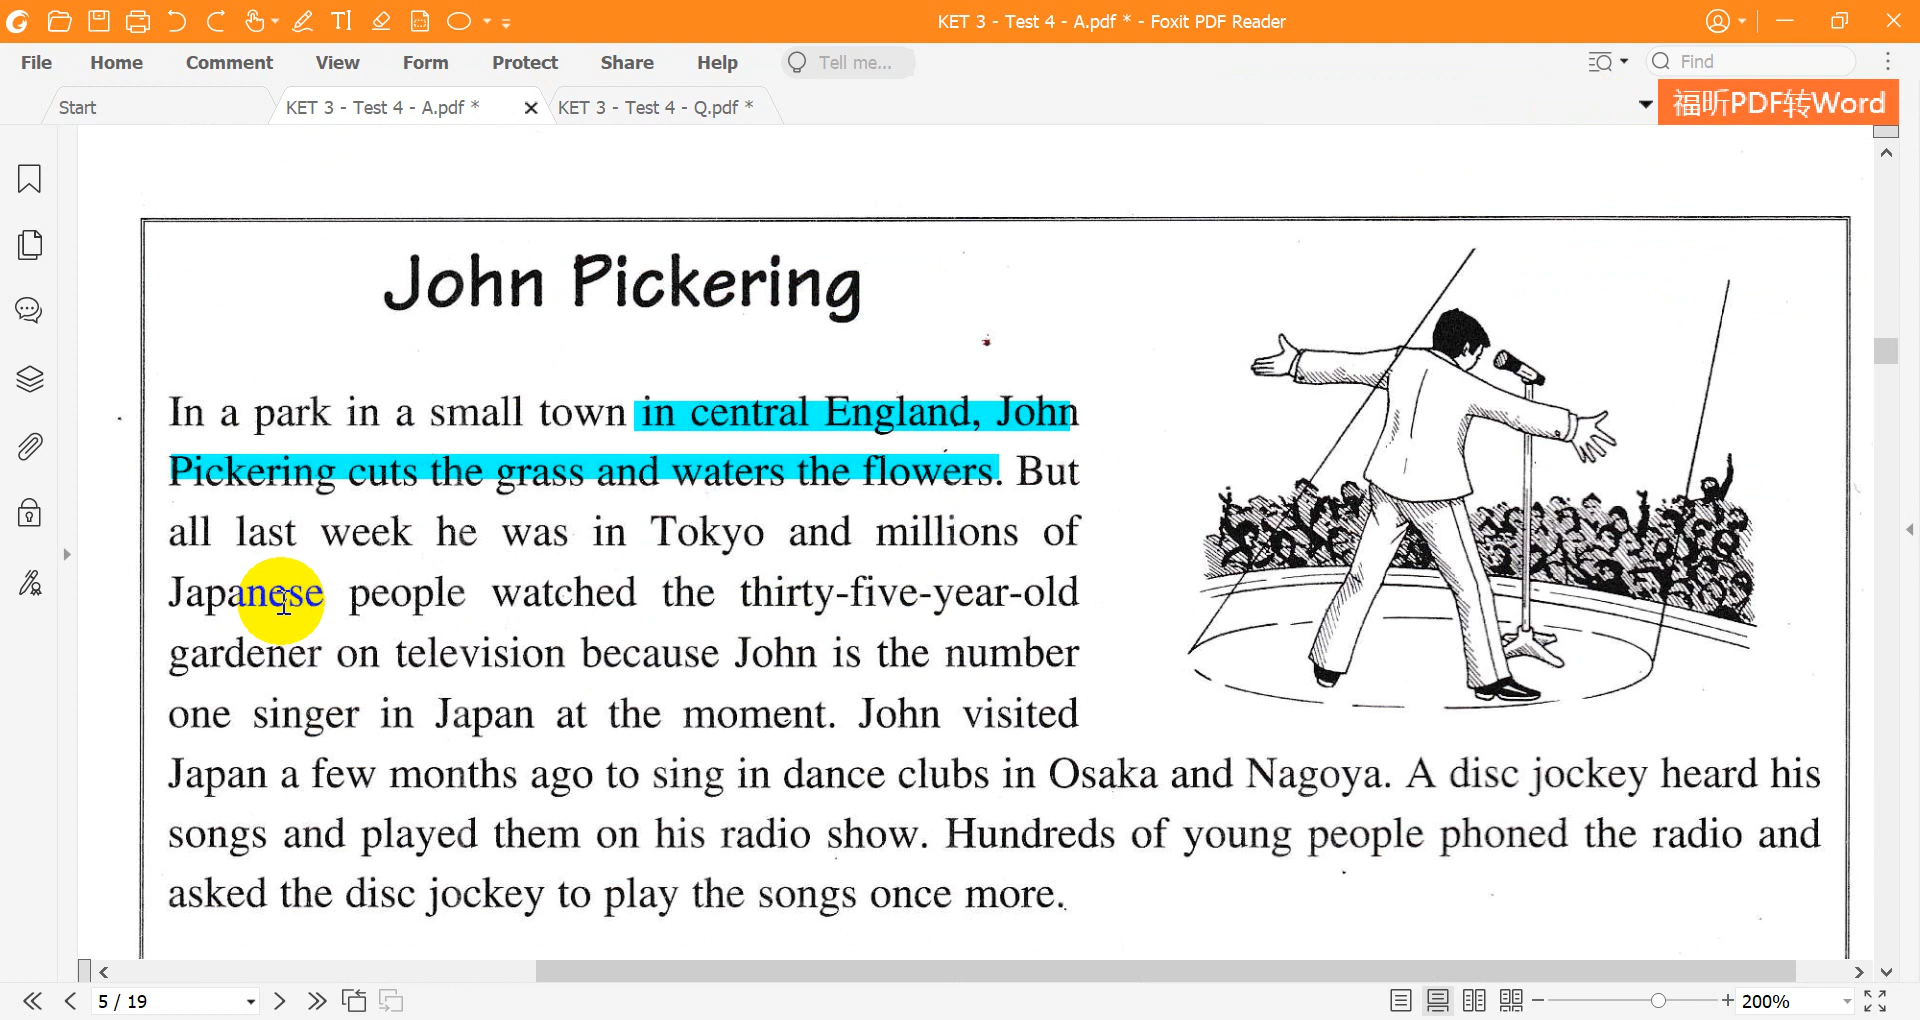 KET 3 - Test 4 - A.pdf * - Foxit PDF Reader
File Home Comment View Form Protect Share Help Tell me... Find
Start KET 3 - Test 4 - A.pdf * KET 3 - Test 4 - Q.pdf * 福昕PDF转Word
John Pickering
In a park in a small town in central England, John
Pickering cuts the grass and waters the flowers. But
all last week he was in Tokyo and millions of
Japanese people watched the thirty-five-year-old
gardener on television because John is the number
one singer in Japan at the moment. John visited
Japan a few months ago to sing in dance clubs in Osaka and Nagoya. A disc jockey heard his
songs and played them on his radio show. Hundreds of young people phoned the radio and
asked the disc jockey to play the songs once more.
5 / 19 200%